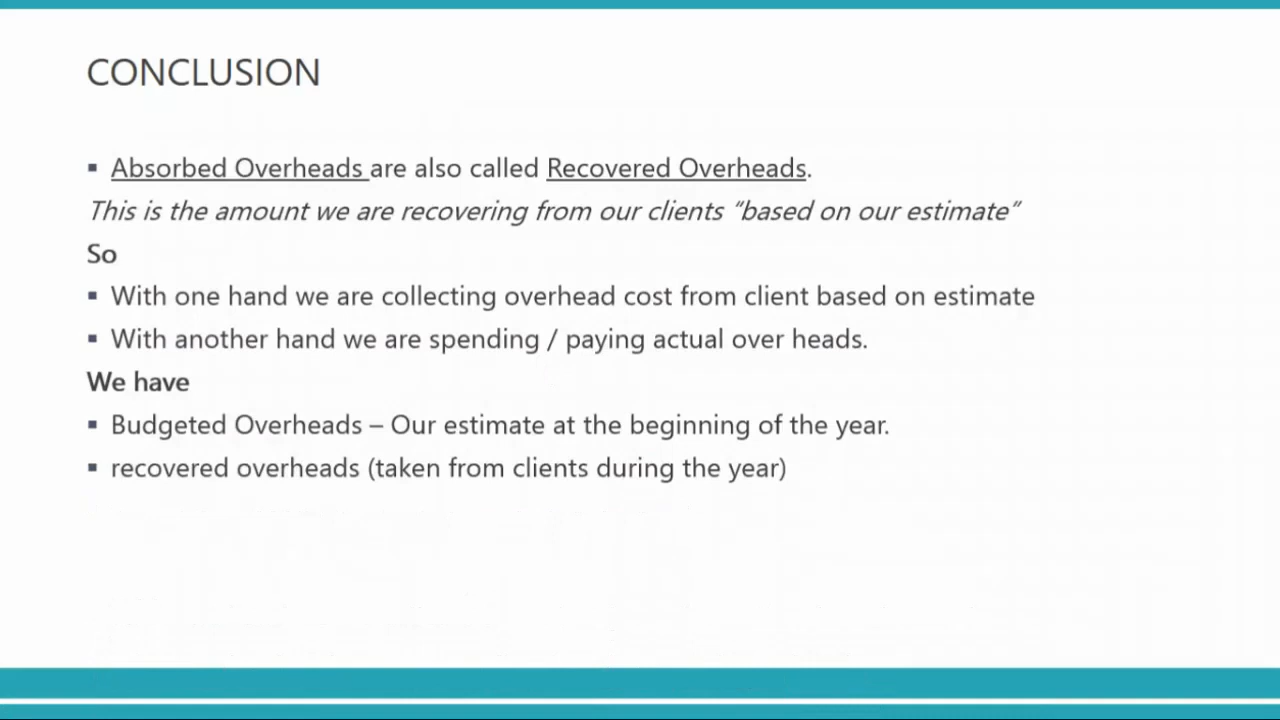 CONCLUSION
▪ Absorbed Overheads are also called Recovered Overheads.
This is the amount we are recovering from our clients “based on our estimate”
So
▪ With one hand we are collecting overhead cost from client based on estimate
▪ With another hand we are spending / paying actual over heads.
We have
▪ Budgeted Overheads – Our estimate at the beginning of the year.
▪ recovered overheads (taken from clients during the year)